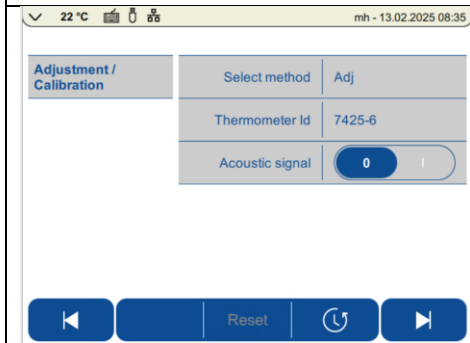 22 °C
mh - 13.02.2025 08:35
Adjustment /
Calibration
Select method Adj
Thermometer Id 7425-6
Acoustic signal 0 I
Reset